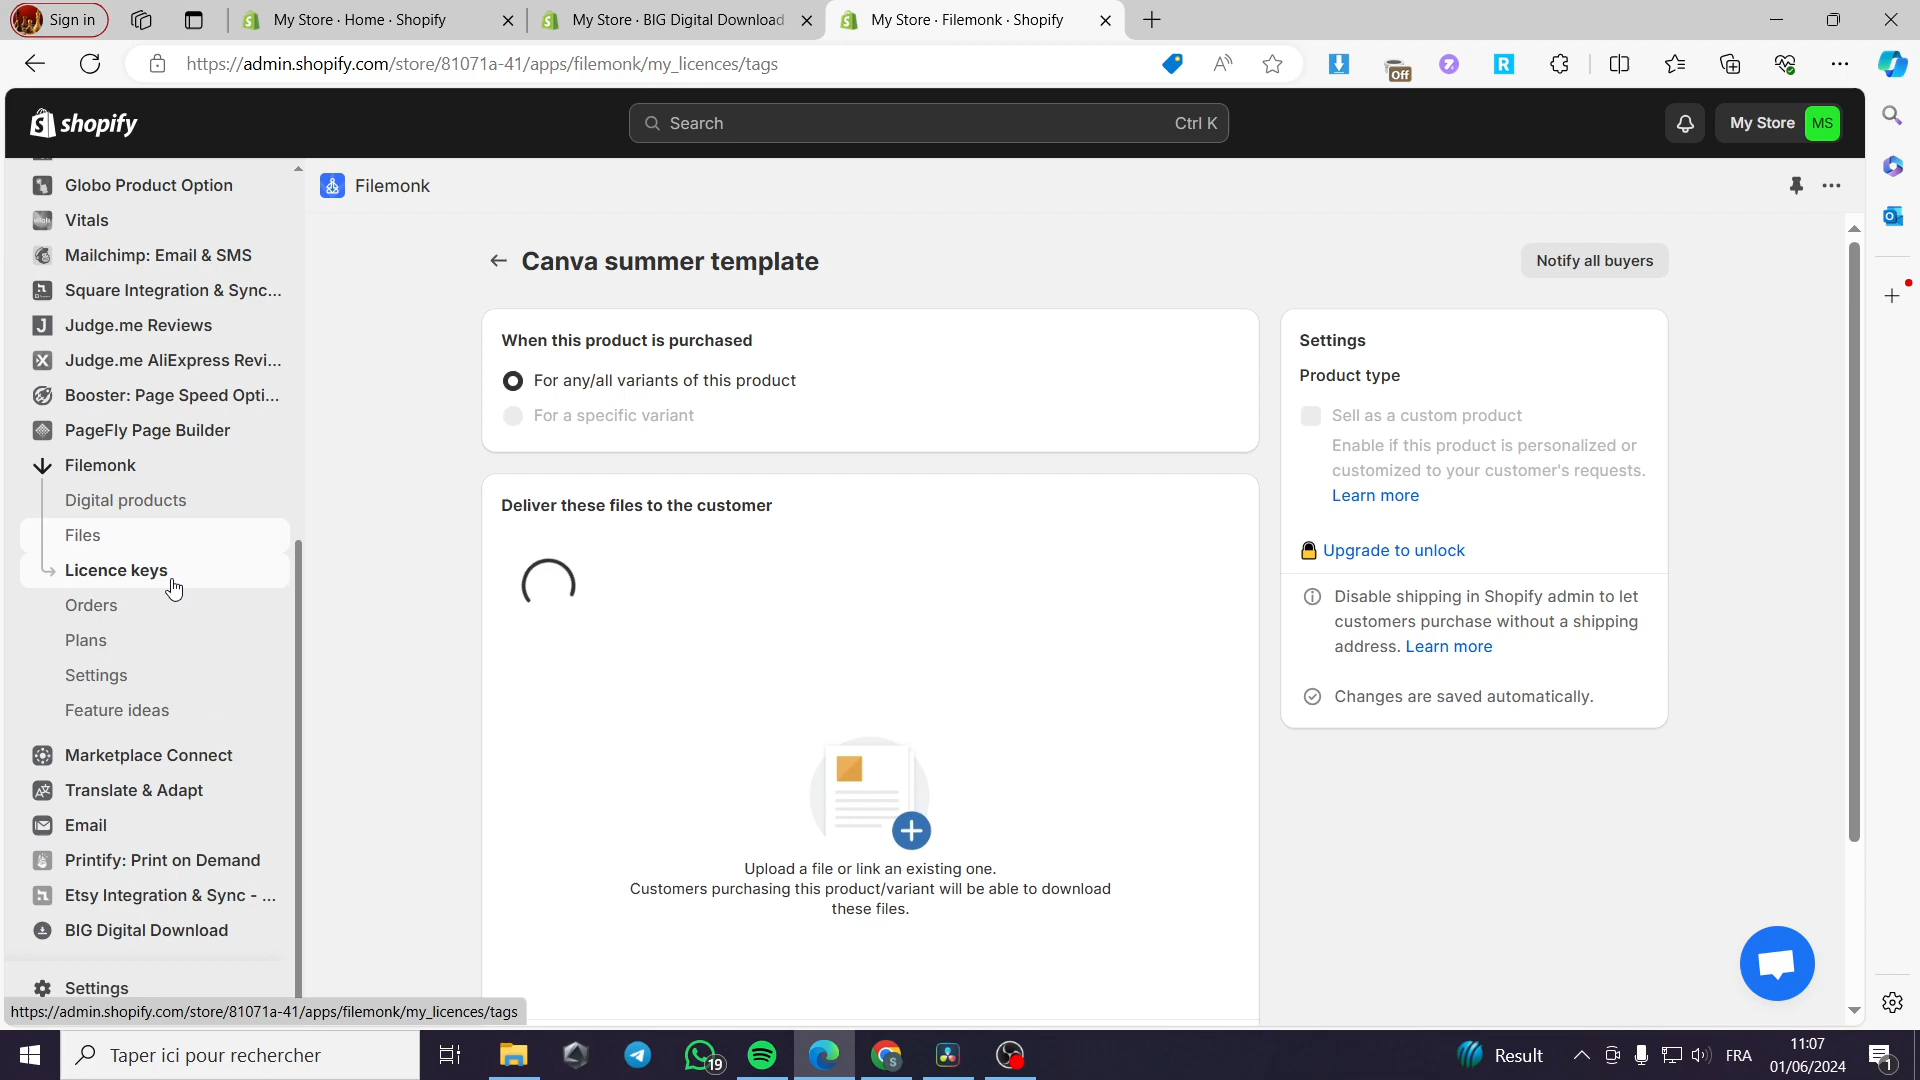 Sign in
My Store · Home · Shopify
My Store · BIG Digital Download
My Store · Filemonk · Shopify
https://admin.shopify.com/store/81071a-41/apps/filemonk/my_licences/tags
Off
shopify
Search
Ctrl K
My Store
MS
Globo Product Option
Vitals
Mailchimp: Email & SMS
Square Integration & Sync...
Judge.me Reviews
Judge.me AliExpress Revi...
Booster: Page Speed Opti...
PageFly Page Builder
Filemonk
Digital products
Files
Licence keys
Orders
Plans
Settings
Feature ideas
Marketplace Connect
Translate & Adapt
Email
Printify: Print on Demand
Etsy Integration & Sync - ...
BIG Digital Download
Settings
https://admin.shopify.com/store/81071a-41/apps/filemonk/my_licences/tags
Filemonk
Canva summer template
Notify all buyers
When this product is purchased
For any/all variants of this product
For a specific variant
Deliver these files to the customer
Upload a file or link an existing one.
Customers purchasing this product/variant will be able to download
these files.
Settings
Product type
Sell as a custom product
Enable if this product is personalized or
customized to your customer's requests.
Learn more
Upgrade to unlock
Disable shipping in Shopify admin to let
customers purchase without a shipping
address. Learn more
Changes are saved automatically.
Taper ici pour rechercher
19
Result
FRA
11:07
01/06/2024
1